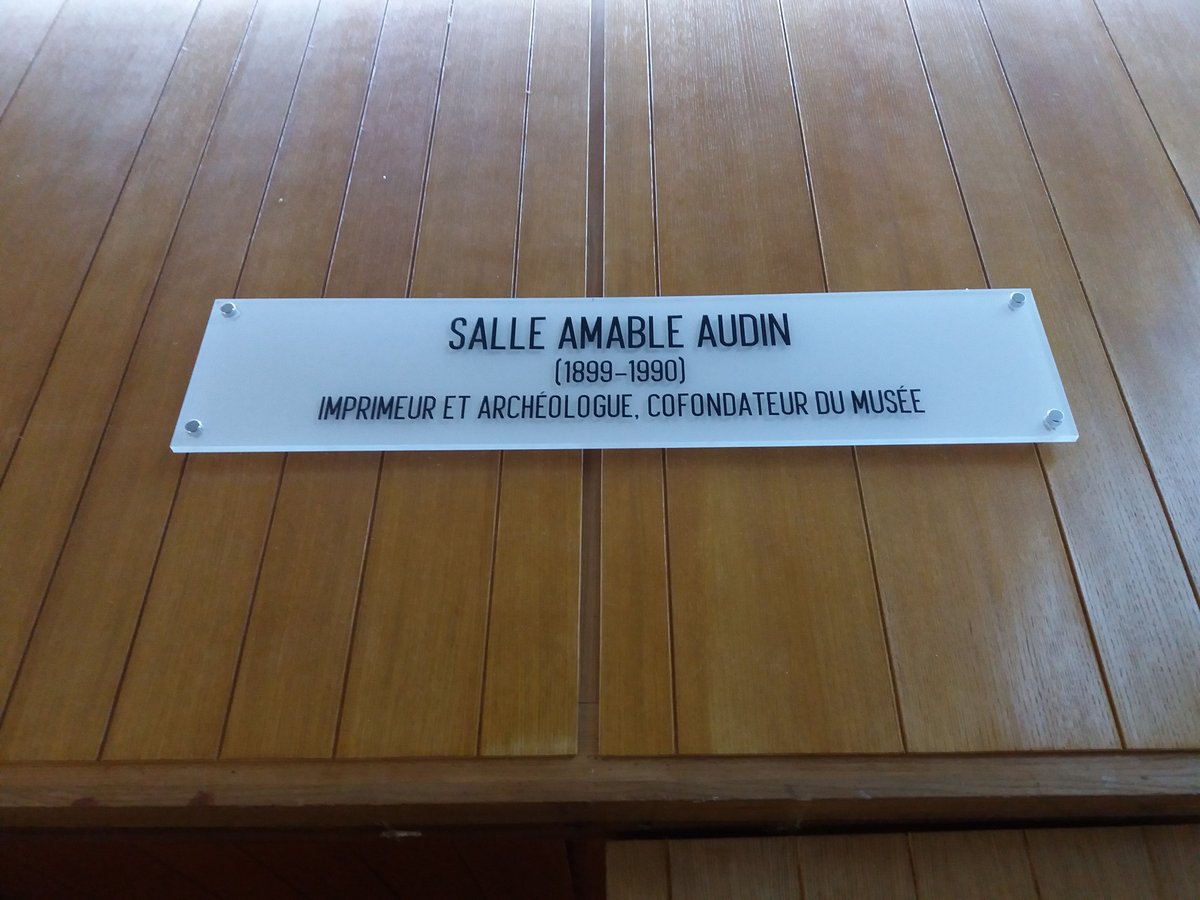 SALLE AMABLE AUDIN
(1899–1990)
IMPRIMEUR ET ARCHÉOLOGUE, COFONDATEUR DU MUSÉE